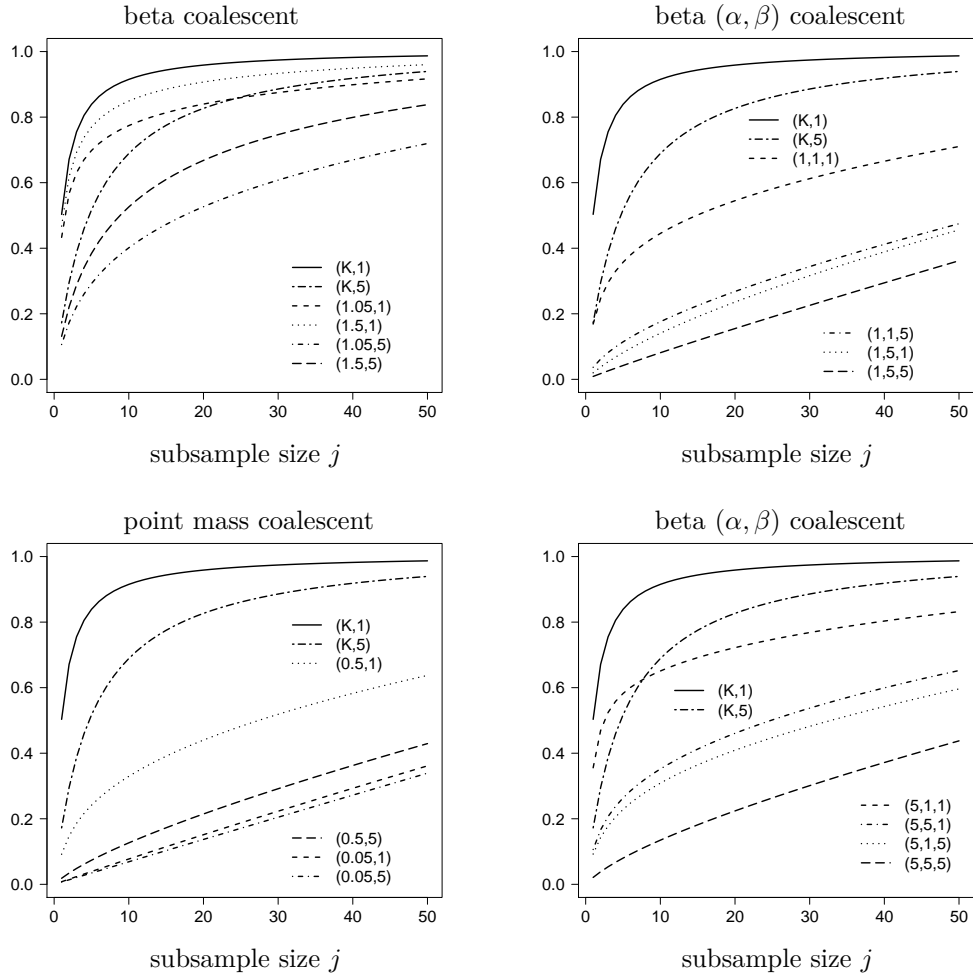 beta coalescent
1.0
0.8
0.6
0.4
0.2
0.0
(K,1)
(K,5)
(1.05,1)
(1.5,1)
(1.05,5)
(1.5,5)
0 10 20 30 40 50
subsample size j
beta (α, β) coalescent
1.0
0.8
0.6
0.4
0.2
0.0
(K,1)
(K,5)
(1,1,1)
(1,1,5)
(1,5,1)
(1,5,5)
0 10 20 30 40 50
subsample size j
point mass coalescent
1.0
0.8
0.6
0.4
0.2
0.0
(K,1)
(K,5)
(0.5,1)
(0.5,5)
(0.05,1)
(0.05,5)
0 10 20 30 40 50
subsample size j
beta (α, β) coalescent
1.0
0.8
0.6
0.4
0.2
0.0
(K,1)
(K,5)
(5,1,1)
(5,5,1)
(5,1,5)
(5,5,5)
0 10 20 30 40 50
subsample size j